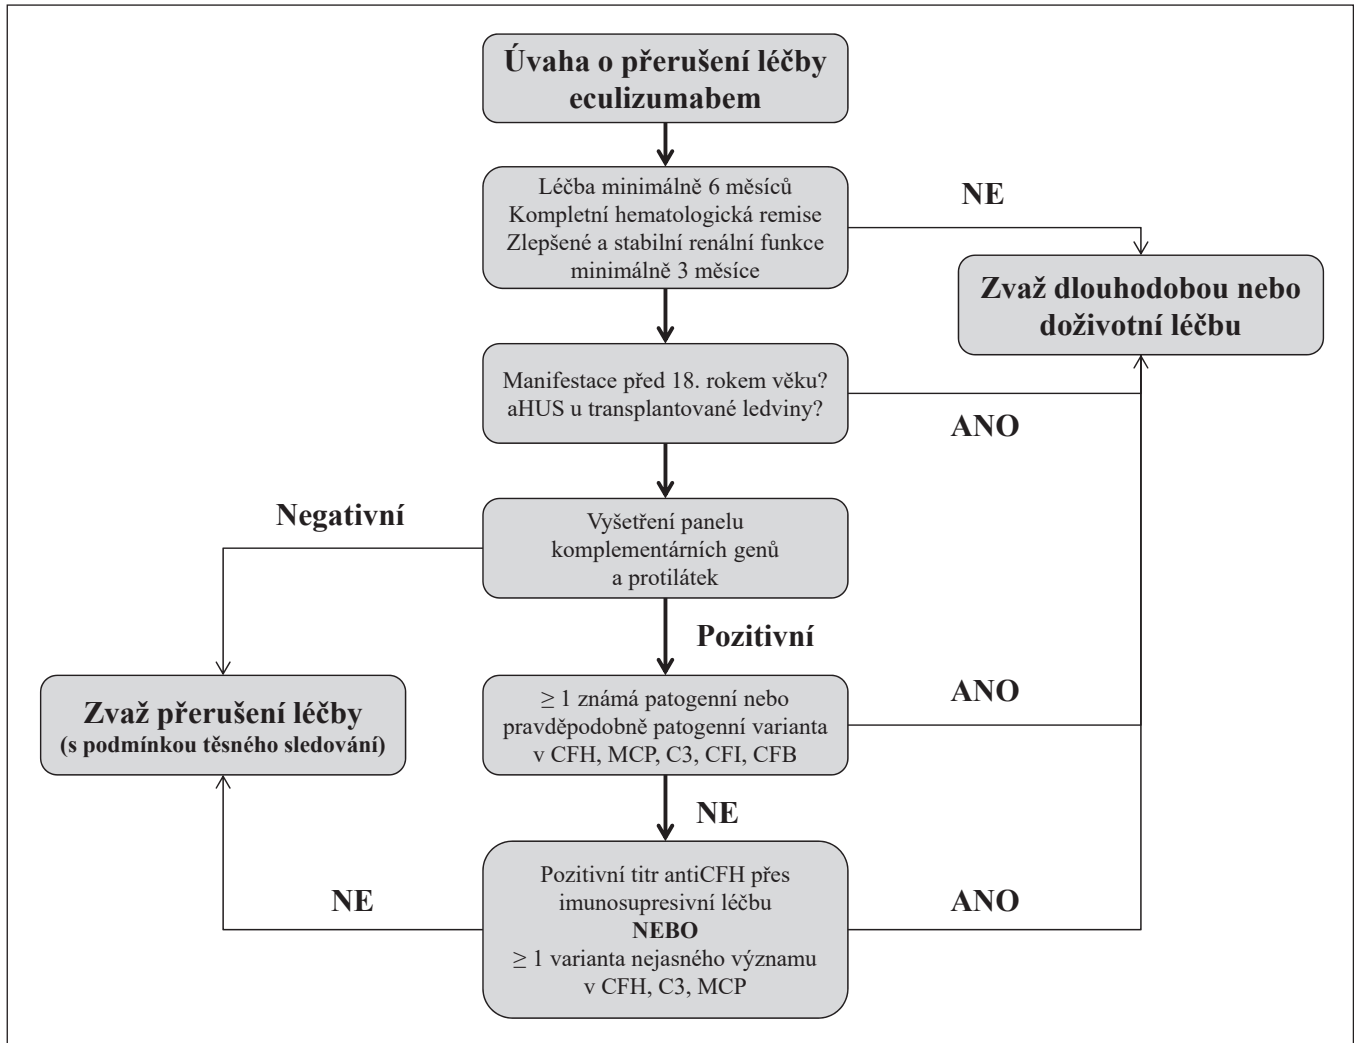 Úvaha o přerušení léčby
eculizumabem
Léčba minimálně 6 měsíců
Kompletní hematologická remise
Zlepšené a stabilní renální funkce
minimálně 3 měsíce
NE
Zvaž dlouhodobou nebo
doživotní léčbu
Manifestace před 18. rokem věku?
aHUS u transplantované ledviny?
ANO
Negativní
Vyšetření panelu
komplementárních genů
a protilátek
Pozitivní
Zvaž přerušení léčby
(s podmínkou těsného sledování)
≥ 1 známá patogenní nebo
pravděpodobně patogenní varianta
v CFH, MCP, C3, CFI, CFB
ANO
NE
NE
Pozitivní titr antiCFH přes
imunosupresivní léčbu
NEBO
≥ 1 varianta nejasného významu
v CFH, C3, MCP
ANO